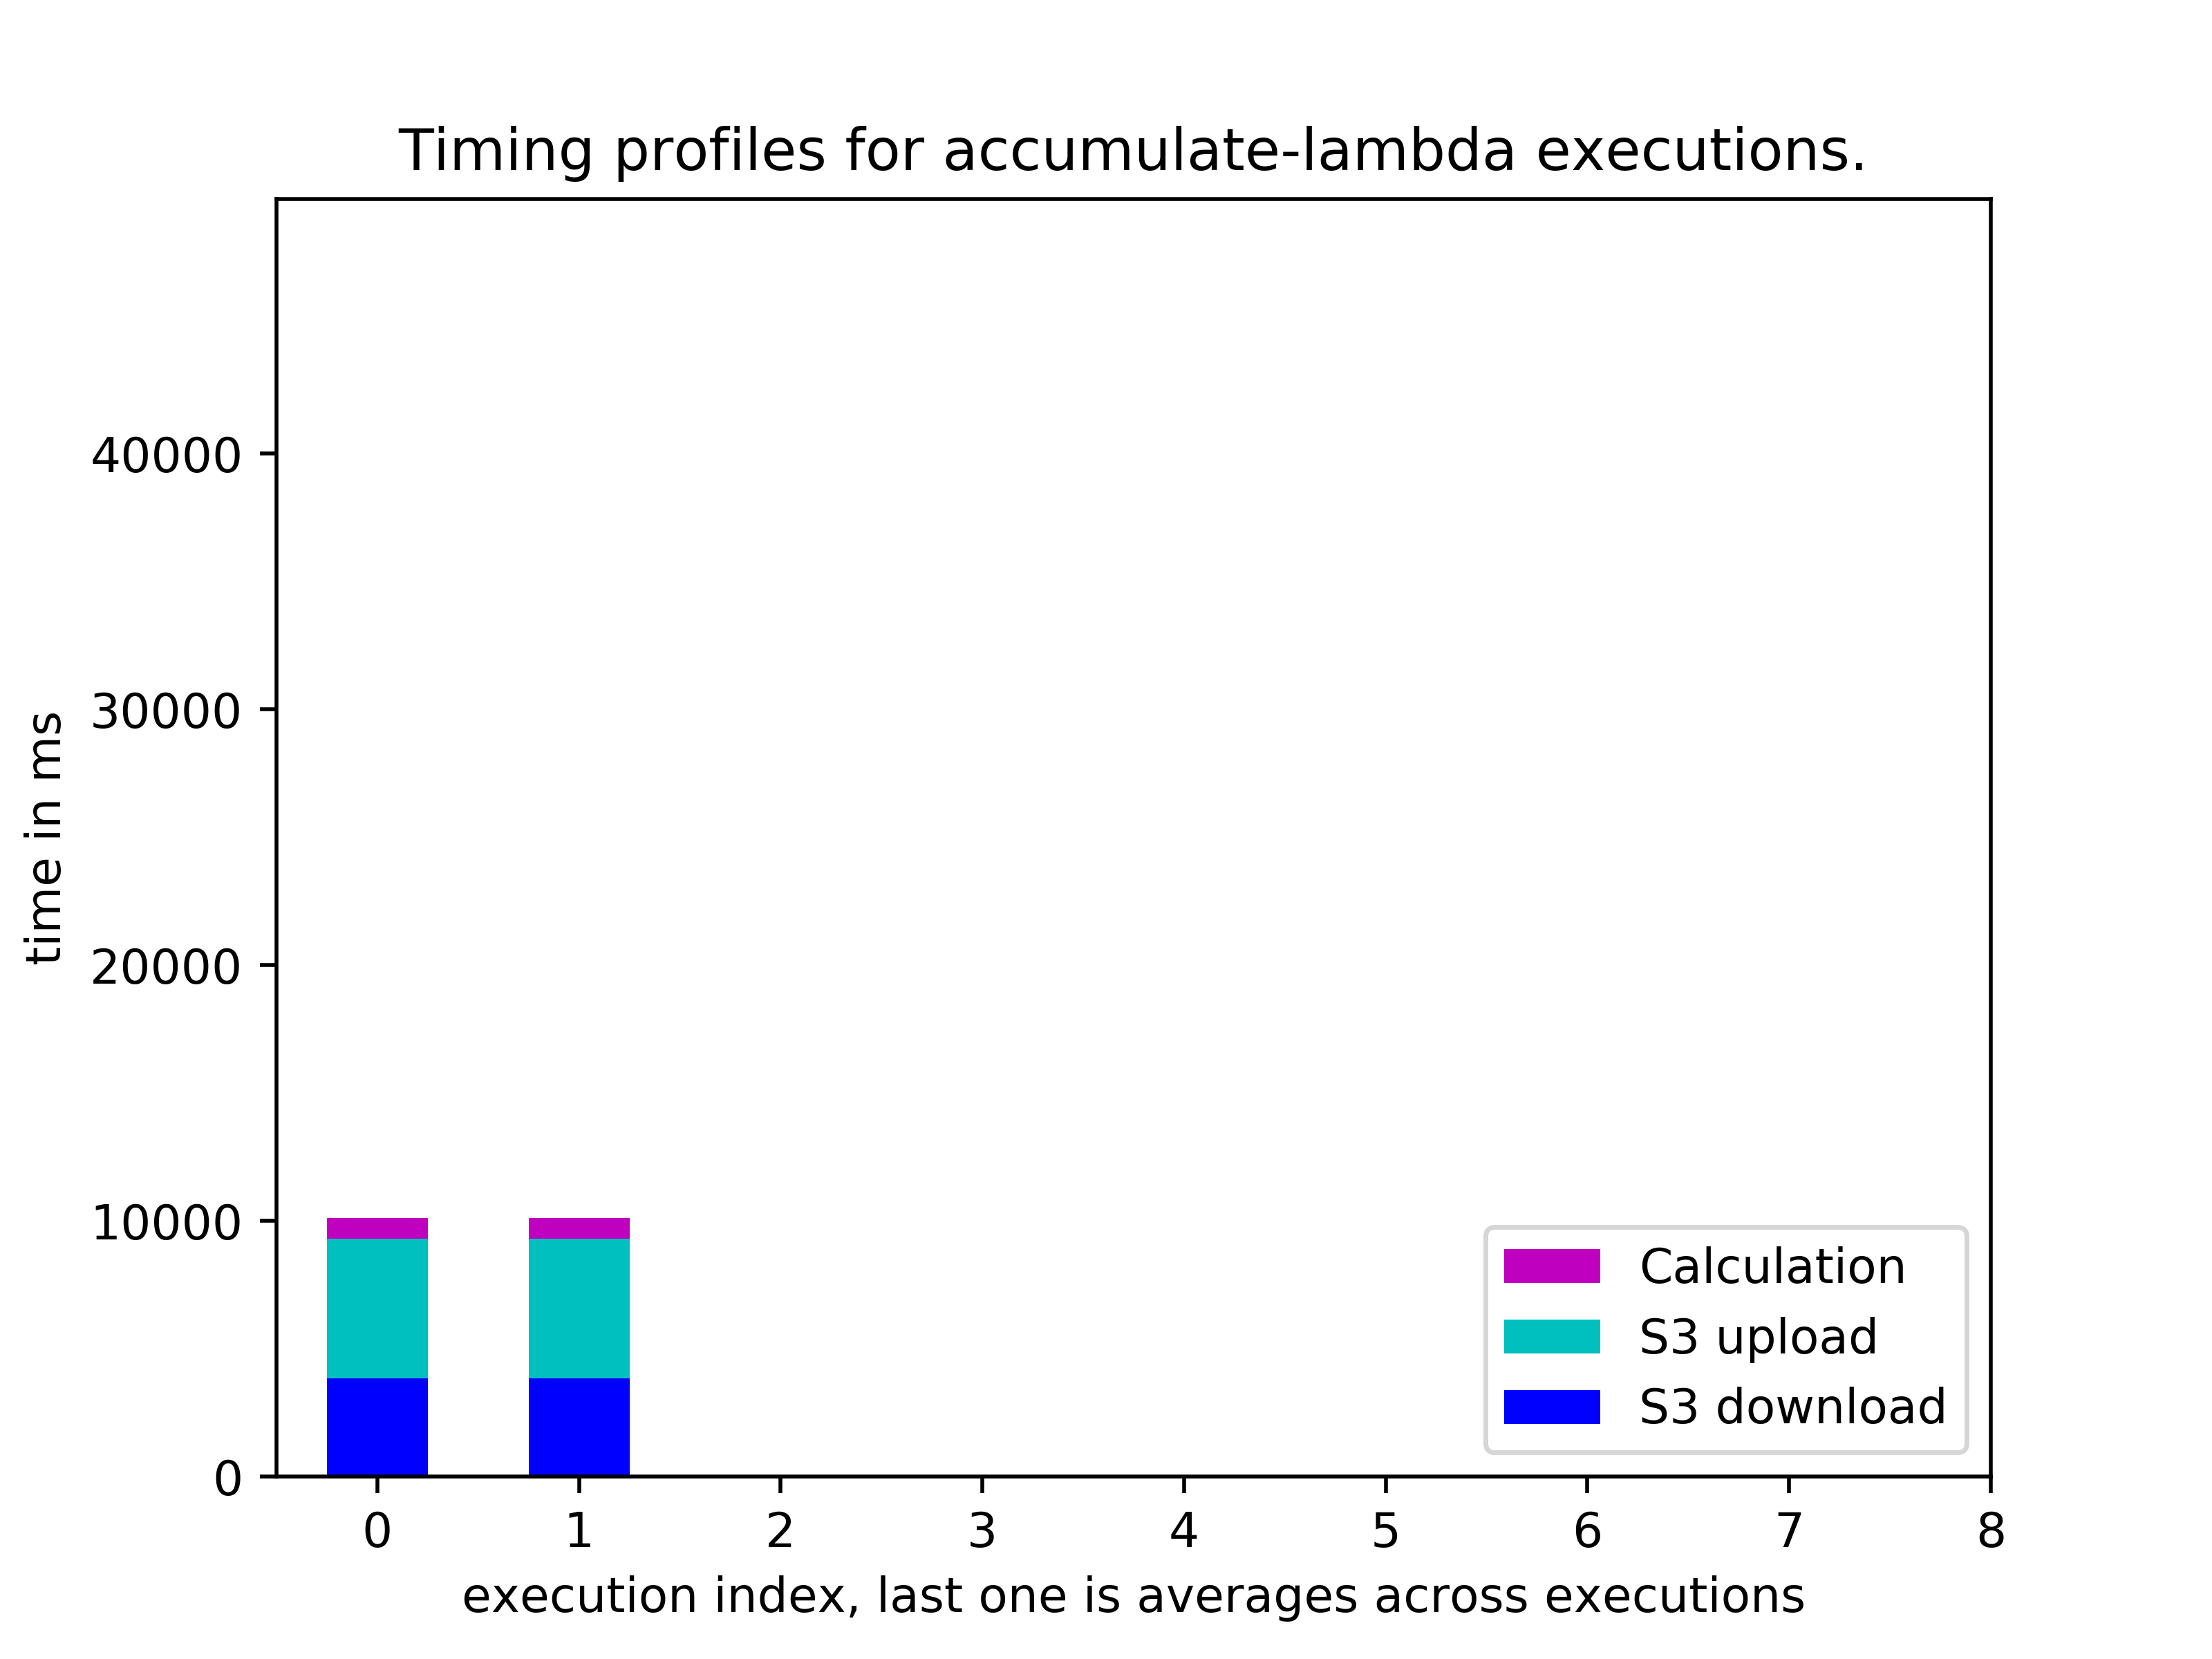 Timing profiles for accumulate-lambda executions.
time in ms
40000
30000
20000
10000
0
Calculation
S3 upload
S3 download
0 1 2 3 4 5 6 7 8
execution index, last one is averages across executions